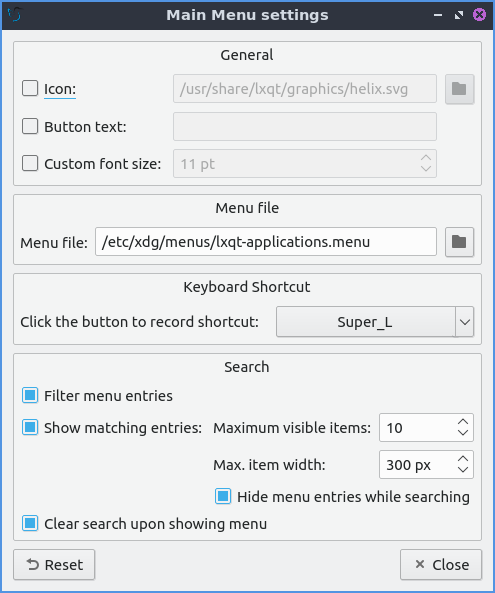 Main Menu settings
General
Icon: /usr/share/lxqt/graphics/helix.svg
Button text:
Custom font size: 11 pt
Menu file
Menu file: /etc/xdg/menus/lxqt-applications.menu
Keyboard Shortcut
Click the button to record shortcut: Super_L
Search
Filter menu entries
Show matching entries: Maximum visible items: 10
Max. item width: 300 px
Hide menu entries while searching
Clear search upon showing menu
Reset Close